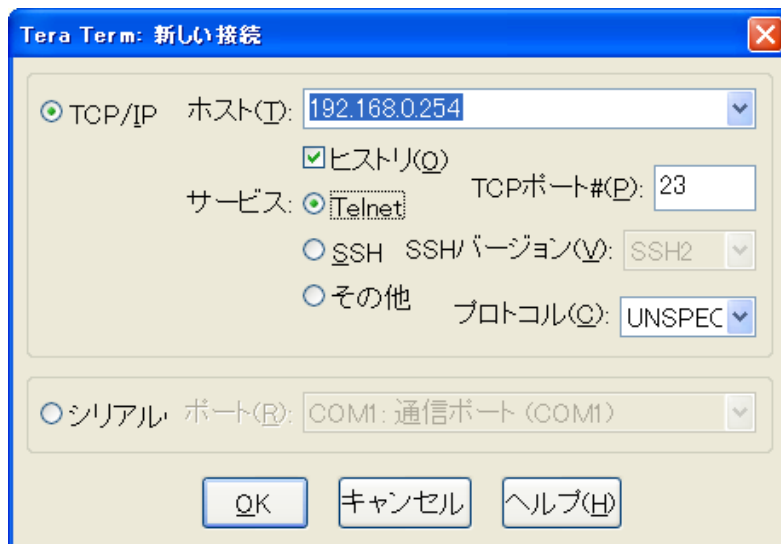 Tera Term: 新しい接続
TCP/IP ホスト(T): 192.168.0.254
ヒストリ(O)
サービス: Telnet TCPポート#(P): 23
SSH SSHバージョン(V): SSH2
その他 プロトコル(C): UNSPEC
シリアル ポート(R): COM1: 通信ポート (COM1)
OK キャンセル ヘルプ(H)